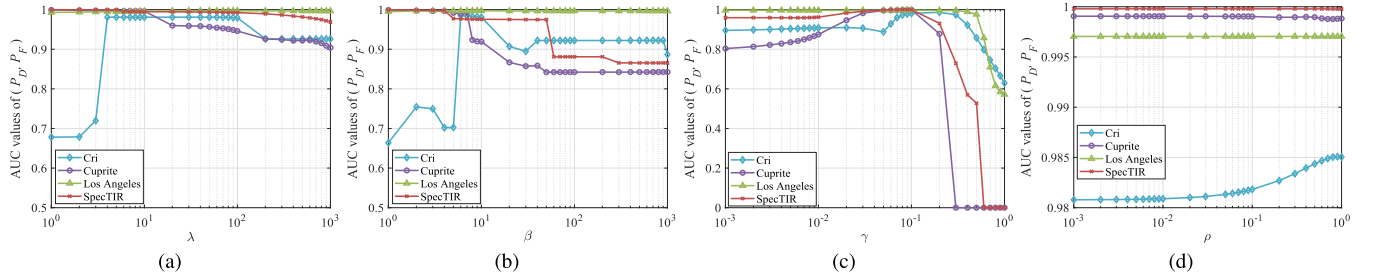 AUC values of ( P_D, P_F )
1
0.9
0.8
0.7
0.6
0.5
Cri
Cuprite
Los Angeles
SpecTIR
10^0 10^1 10^2 10^3
λ
(a)
AUC values of ( P_D, P_F )
1
0.9
0.8
0.7
0.6
0.5
Cri
Cuprite
Los Angeles
SpecTIR
10^0 10^1 10^2 10^3
β
(b)
AUC values of ( P_D, P_F )
1
0.8
0.6
0.4
0.2
0
Cri
Cuprite
Los Angeles
SpecTIR
10^-3 10^-2 10^-1 10^0
γ
(c)
AUC values of ( P_D, P_F )
1
0.995
0.99
0.985
0.98
Cri
Cuprite
Los Angeles
SpecTIR
10^-3 10^-2 10^-1 10^0
ρ
(d)